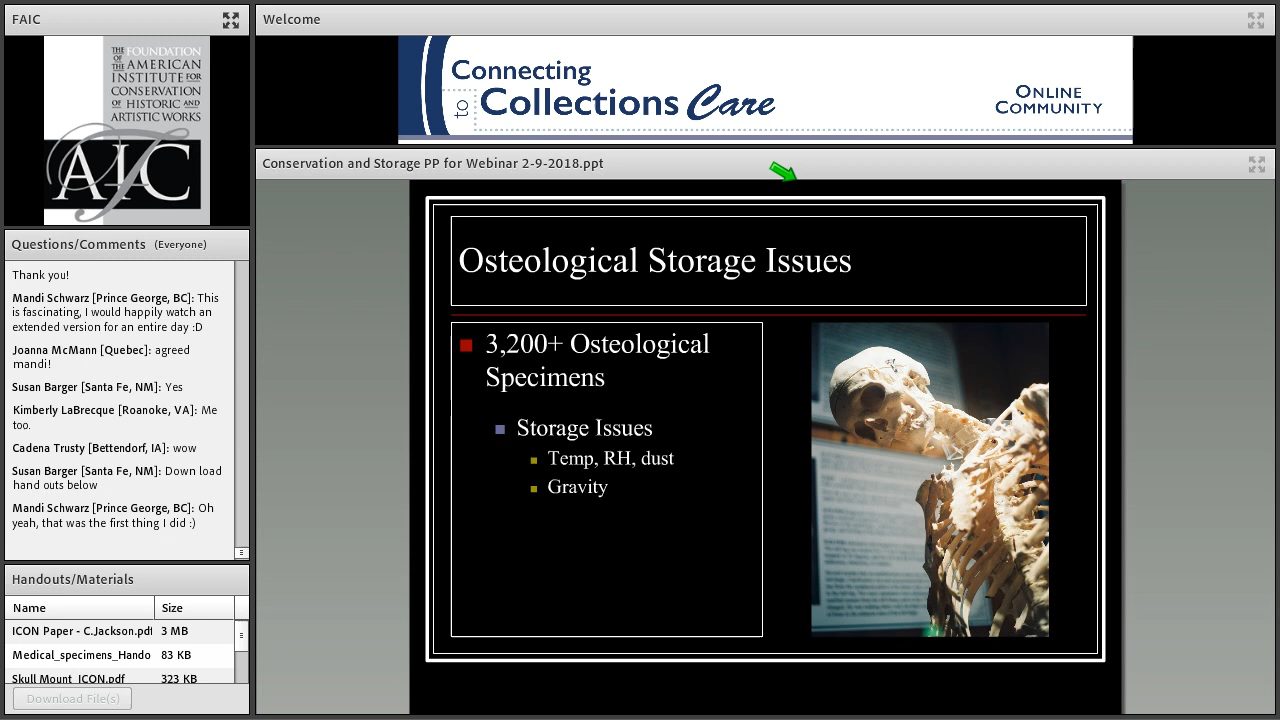 FAIC
THE FOUNDATION
OF THE AMERICAN
INSTITUTE FOR
CONSERVATION
OF HISTORIC AND
ARTISTIC WORKS
AIC
Questions/Comments (Everyone)
Thank you!
Mandi Schwarz [Prince George, BC]: This
is fascinating, I would happily watch an
extended version for an entire day :D
Joanna McMann [Quebec]: agreed
mandi!
Susan Barger [Santa Fe, NM]: Yes
Kimberly LaBrecque [Roanoke, VA]: Me
too.
Cadena Trusty [Bettendorf, IA]: wow
Susan Barger [Santa Fe, NM]: Down load
hand outs below
Mandi Schwarz [Prince George, BC]: Oh
yeah, that was the first thing I did :)
Handouts/Materials
Name Size
ICON Paper - C.Jackson.pdf 3 MB
Medical_specimens_Hando 83 KB
Skull Mount_ICON.pdf 323 KB
Download File(s)
Welcome
Connecting
to Collections Care
ONLINE
COMMUNITY
Conservation and Storage PP for Webinar 2-9-2018.ppt
Osteological Storage Issues
3,200+ Osteological
Specimens
Storage Issues
Temp, RH, dust
Gravity